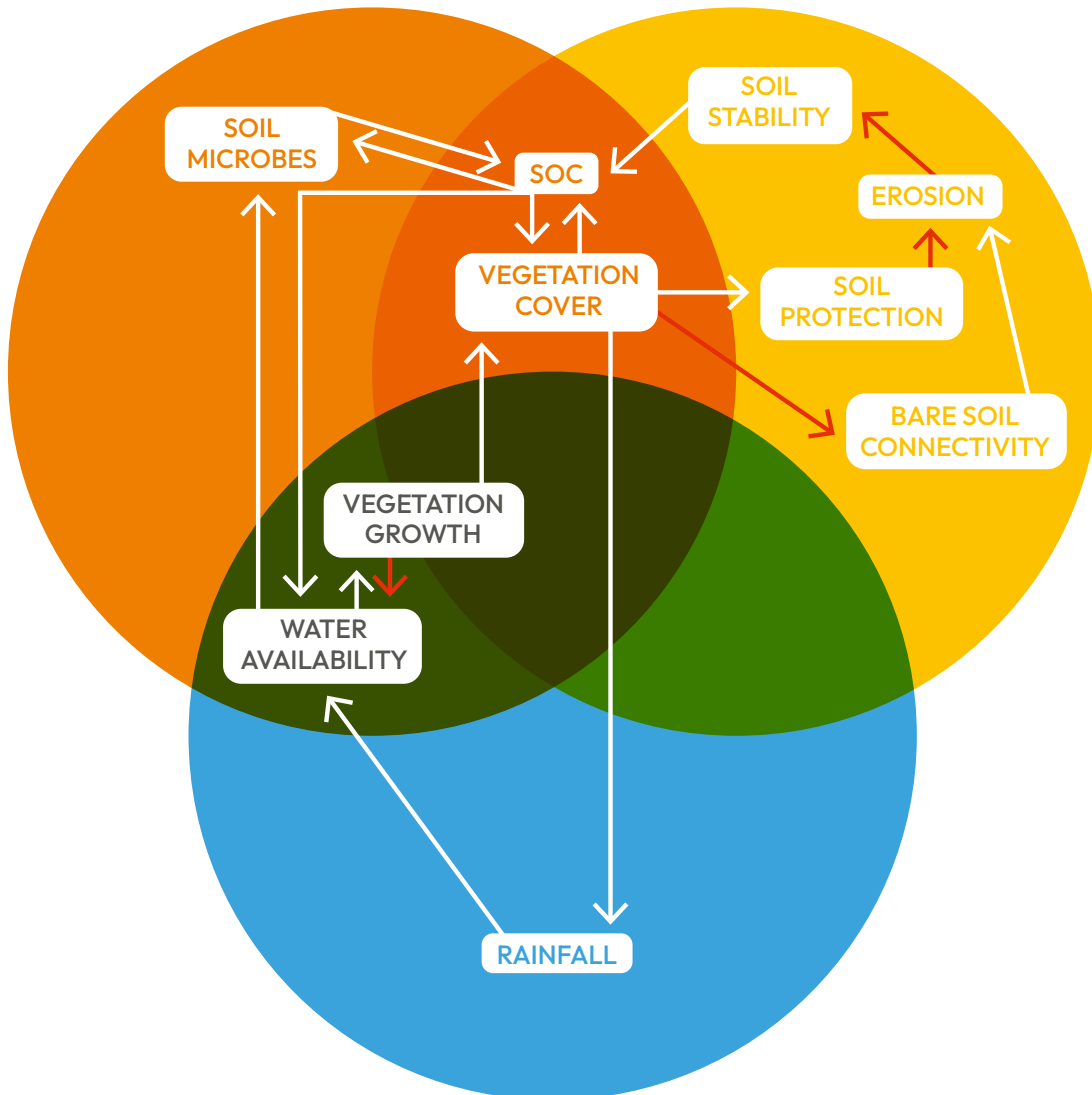 SOIL
STABILITY
SOIL
MICROBES
SOC
EROSION
VEGETATION
COVER
SOIL
PROTECTION
BARE SOIL
CONNECTIVITY
VEGETATION
GROWTH
WATER
AVAILABILITY
RAINFALL